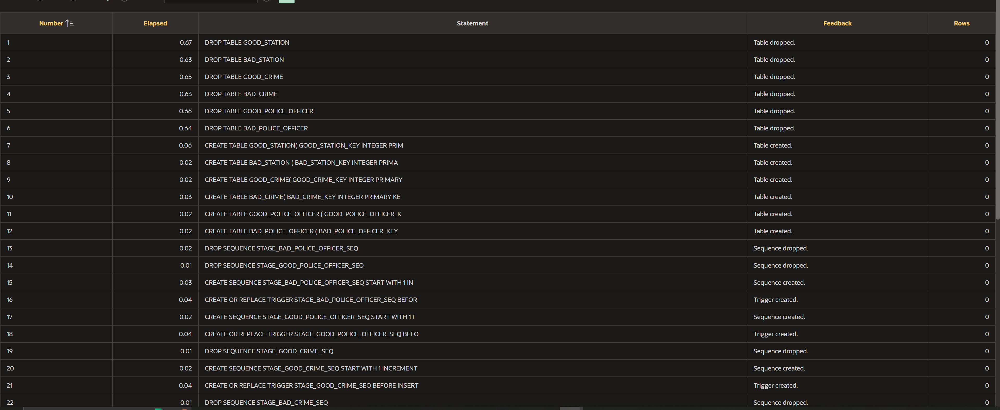 Number Elapsed Statement Feedback Rows
1 0.67 DROP TABLE GOOD_STATION Table dropped. 0
2 0.63 DROP TABLE BAD_STATION Table dropped. 0
3 0.65 DROP TABLE GOOD_CRIME Table dropped. 0
4 0.63 DROP TABLE BAD_CRIME Table dropped. 0
5 0.66 DROP TABLE GOOD_POLICE_OFFICER Table dropped. 0
6 0.64 DROP TABLE BAD_POLICE_OFFICER Table dropped. 0
7 0.06 CREATE TABLE GOOD_STATION( GOOD_STATION_KEY INTEGER PRIM Table created. 0
8 0.02 CREATE TABLE BAD_STATION ( BAD_STATION_KEY INTEGER PRIMA Table created. 0
9 0.02 CREATE TABLE GOOD_CRIME( GOOD_CRIME_KEY INTEGER PRIMARY Table created. 0
10 0.03 CREATE TABLE BAD_CRIME( BAD_CRIME_KEY INTEGER PRIMARY KE Table created. 0
11 0.02 CREATE TABLE GOOD_POLICE_OFFICER ( GOOD_POLICE_OFFICER_K Table created. 0
12 0.02 CREATE TABLE BAD_POLICE_OFFICER ( BAD_POLICE_OFFICER_KEY Table created. 0
13 0.02 DROP SEQUENCE STAGE_BAD_POLICE_OFFICER_SEQ Sequence dropped. 0
14 0.01 DROP SEQUENCE STAGE_GOOD_POLICE_OFFICER_SEQ Sequence dropped. 0
15 0.03 CREATE SEQUENCE STAGE_BAD_POLICE_OFFICER_SEQ START WITH 1 IN Sequence created. 0
16 0.04 CREATE OR REPLACE TRIGGER STAGE_BAD_POLICE_OFFICER_SEQ BEFOR Trigger created. 0
17 0.02 CREATE SEQUENCE STAGE_GOOD_POLICE_OFFICER_SEQ START WITH 1 I Sequence created. 0
18 0.04 CREATE OR REPLACE TRIGGER STAGE_GOOD_POLICE_OFFICER_SEQ BEFO Trigger created. 0
19 0.01 DROP SEQUENCE STAGE_GOOD_CRIME_SEQ Sequence dropped. 0
20 0.02 CREATE SEQUENCE STAGE_GOOD_CRIME_SEQ START WITH 1 INCREMENT Sequence created. 0
21 0.04 CREATE OR REPLACE TRIGGER STAGE_GOOD_CRIME_SEQ BEFORE INSERT Trigger created. 0
22 0.01 DROP SEQUENCE STAGE_BAD_CRIME_SEQ Sequence dropped. 0